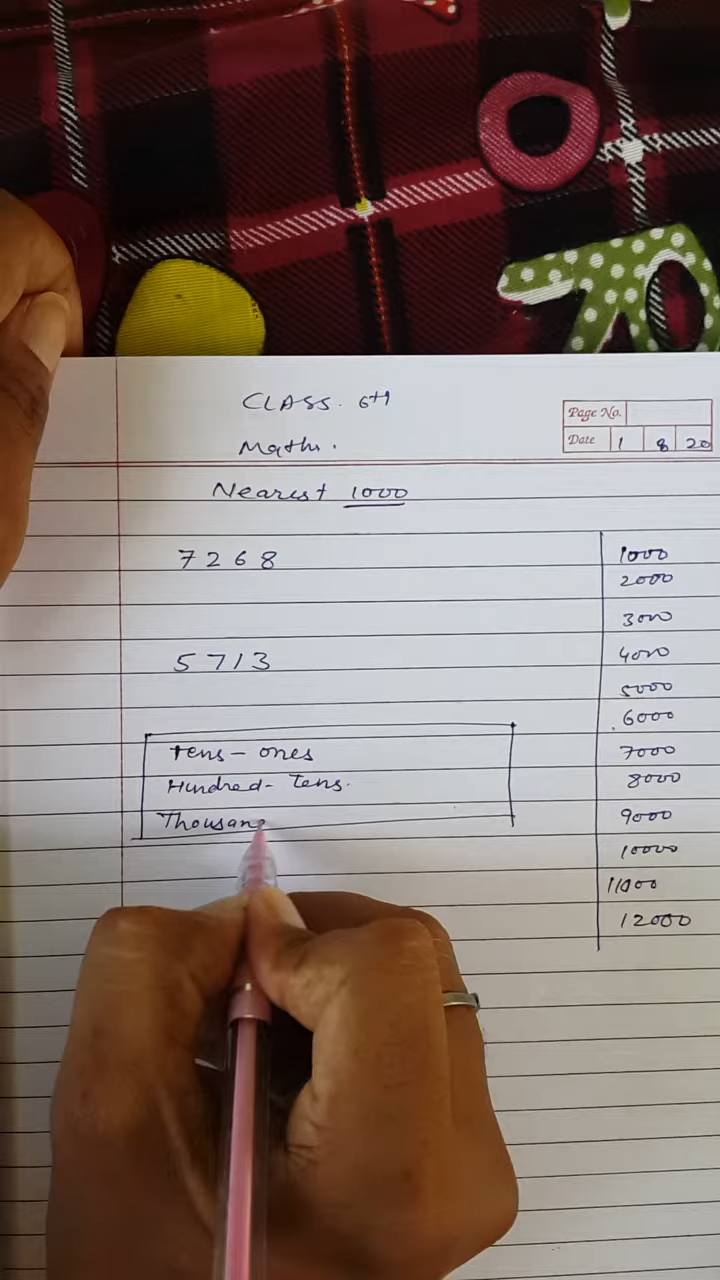 CLASS. 6th
Maths.
Page No.
Date 1 8 20
Nearest 1000
7268
5713
Tens - ones
Hundred - Tens.
Thousan
1000
2000
3000
4000
5000
6000
7000
8000
9000
10000
11000
12000